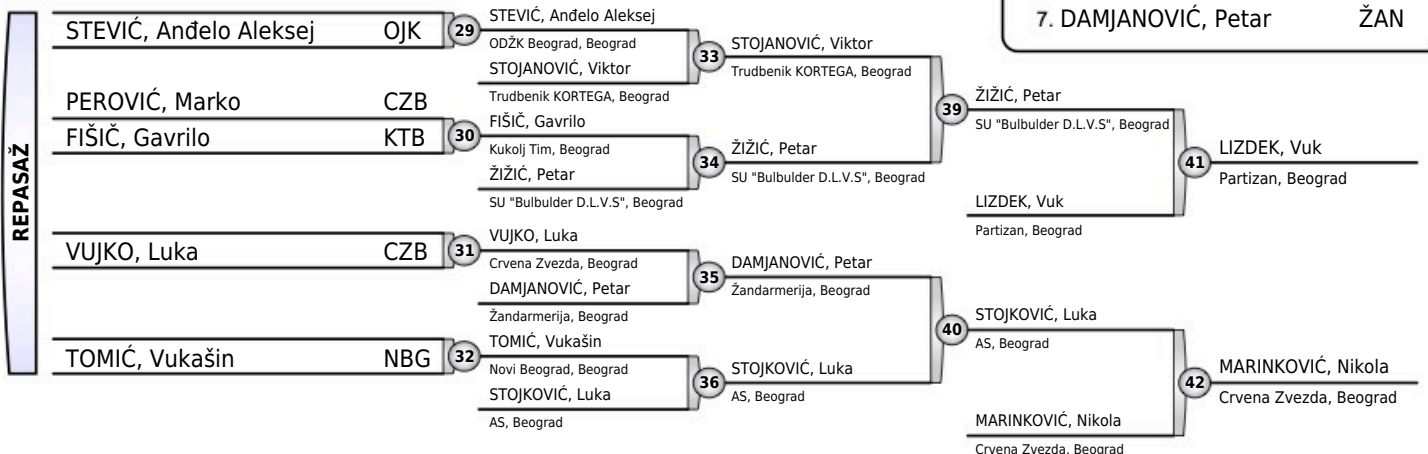 7. DAMJANOVIĆ, Petar ŽAN
REPASAŽ
STEVIĆ, Anđelo Aleksej OJK
PEROVIĆ, Marko CZB
FIŠIČ, Gavrilo KTB
VUJKO, Luka CZB
TOMIĆ, Vukašin NBG
29
30
31
32
STEVIĆ, Anđelo Aleksej
ODŽK Beograd, Beograd
STOJANOVIĆ, Viktor
Trudbenik KORTEGA, Beograd
FIŠIČ, Gavrilo
Kukolj Tim, Beograd
ŽIŽIĆ, Petar
SU "Bulbulder D.L.V.S", Beograd
VUJKO, Luka
Crvena Zvezda, Beograd
DAMJANOVIĆ, Petar
Žandarmerija, Beograd
TOMIĆ, Vukašin
Novi Beograd, Beograd
STOJKOVIĆ, Luka
AS, Beograd
33
34
35
36
STOJANOVIĆ, Viktor
Trudbenik KORTEGA, Beograd
ŽIŽIĆ, Petar
SU "Bulbulder D.L.V.S", Beograd
DAMJANOVIĆ, Petar
Žandarmerija, Beograd
STOJKOVIĆ, Luka
AS, Beograd
39
40
ŽIŽIĆ, Petar
SU "Bulbulder D.L.V.S", Beograd
LIZDEK, Vuk
Partizan, Beograd
STOJKOVIĆ, Luka
AS, Beograd
MARINKOVIĆ, Nikola
Crvena Zvezda, Beograd
41
42
LIZDEK, Vuk
Partizan, Beograd
MARINKOVIĆ, Nikola
Crvena Zvezda, Beograd